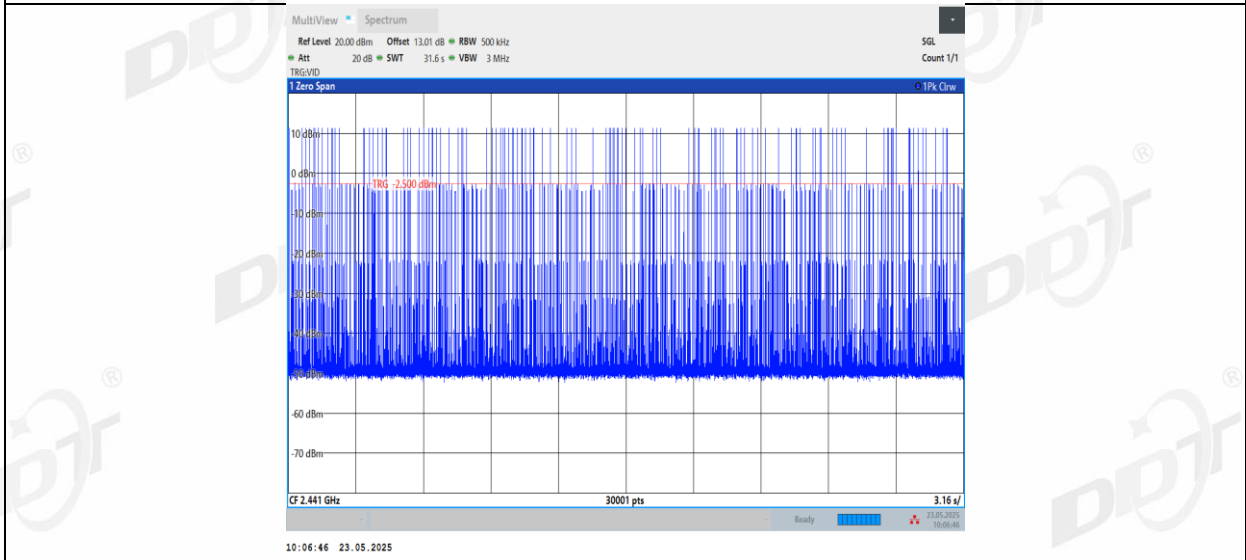 MultiView Spectrum
Ref Level 20.00 dBm Offset 13.01 dB RBW 500 kHz SGL
Att 20 dB SWT 31.6 s VBW 3 MHz Count 1/1
TRG:VID
1 Zero Span 1Pk Clrw
10 dBm
0 dBm
TRG -2.500 dBm
-10 dBm
-20 dBm
-30 dBm
-40 dBm
-50 dBm
-60 dBm
-70 dBm
CF 2.441 GHz 30001 pts 3.16 s/
Ready 23.05.2025
10:06:46
10:06:46 23.05.2025
DDT
®